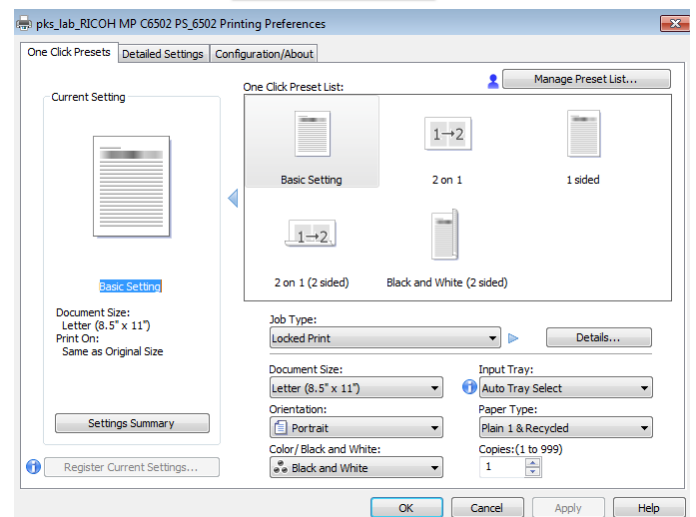 pks_lab_RICOH MP C6502 PS_6502 Printing Preferences
One Click Presets Detailed Settings Configuration/About
Current Setting
Basic Setting
Document Size:
Letter (8.5" x 11")
Print On:
Same as Original Size
Settings Summary
Register Current Settings...
One Click Preset List:
Manage Preset List...
1→2
Basic Setting 2 on 1 1 sided
1→2
2 on 1 (2 sided) Black and White (2 sided)
Job Type:
Locked Print
Details...
Document Size: Input Tray:
Letter (8.5" x 11") Auto Tray Select
Orientation: Paper Type:
Portrait Plain 1 & Recycled
Color/ Black and White: Copies:(1 to 999)
Black and White 1
OK Cancel Apply Help